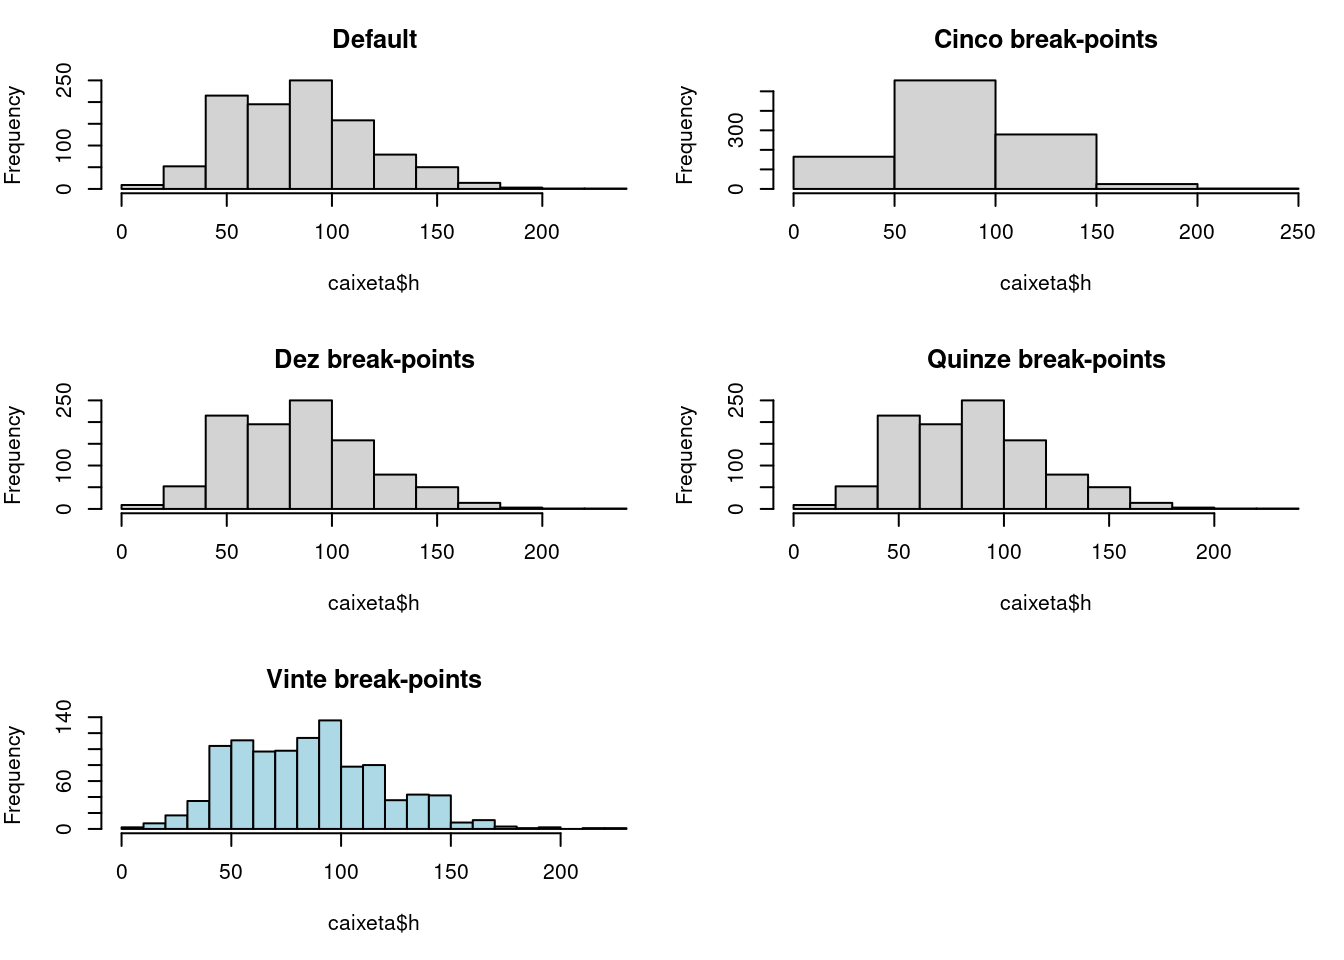 Default
Frequency
0 100 250
0 50 100 150 200
caixeta$h
Cinco break-points
Frequency
0 300
0 50 100 150 200 250
caixeta$h
Dez break-points
Frequency
0 100 250
0 50 100 150 200
caixeta$h
Quinze break-points
Frequency
0 100 250
0 50 100 150 200
caixeta$h
Vinte break-points
Frequency
0 60 140
0 50 100 150 200
caixeta$h